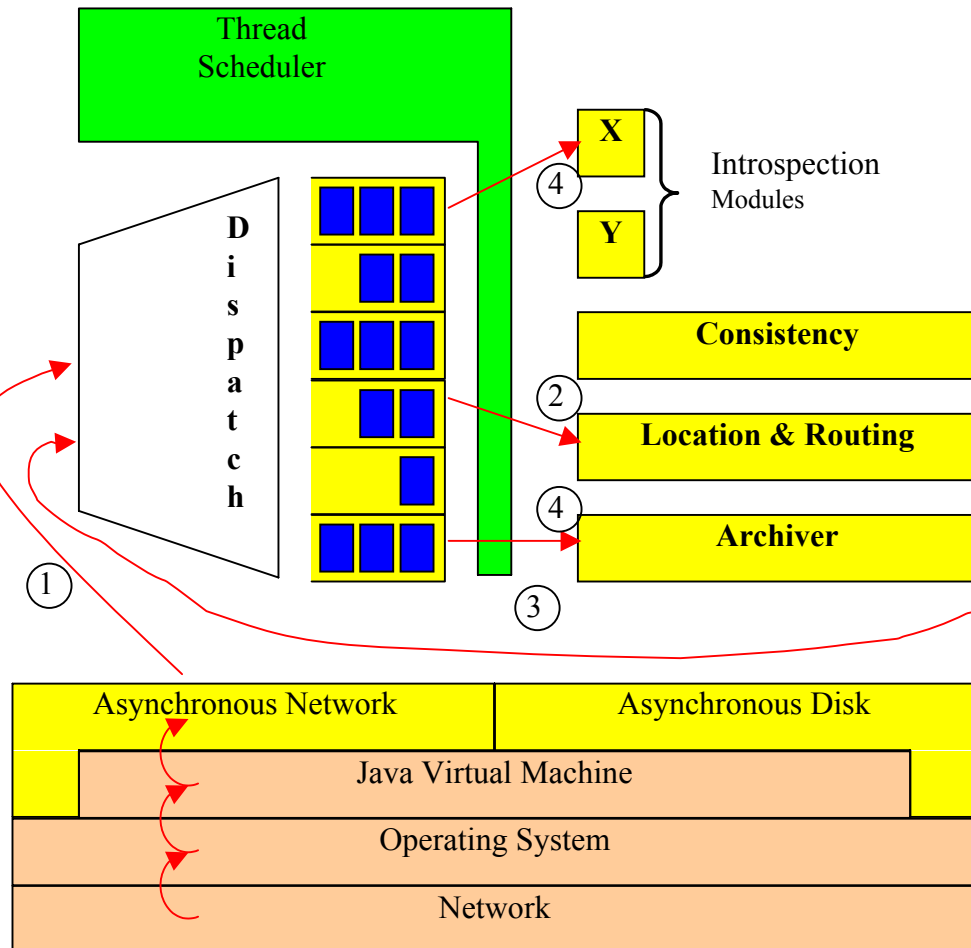 Thread
Scheduler
X
4
Introspection
Modules
Y
D
i
s
p
a
t
c
h
Consistency
2
Location & Routing
4
Archiver
1
3
Asynchronous Network
Asynchronous Disk
Java Virtual Machine
Operating System
Network